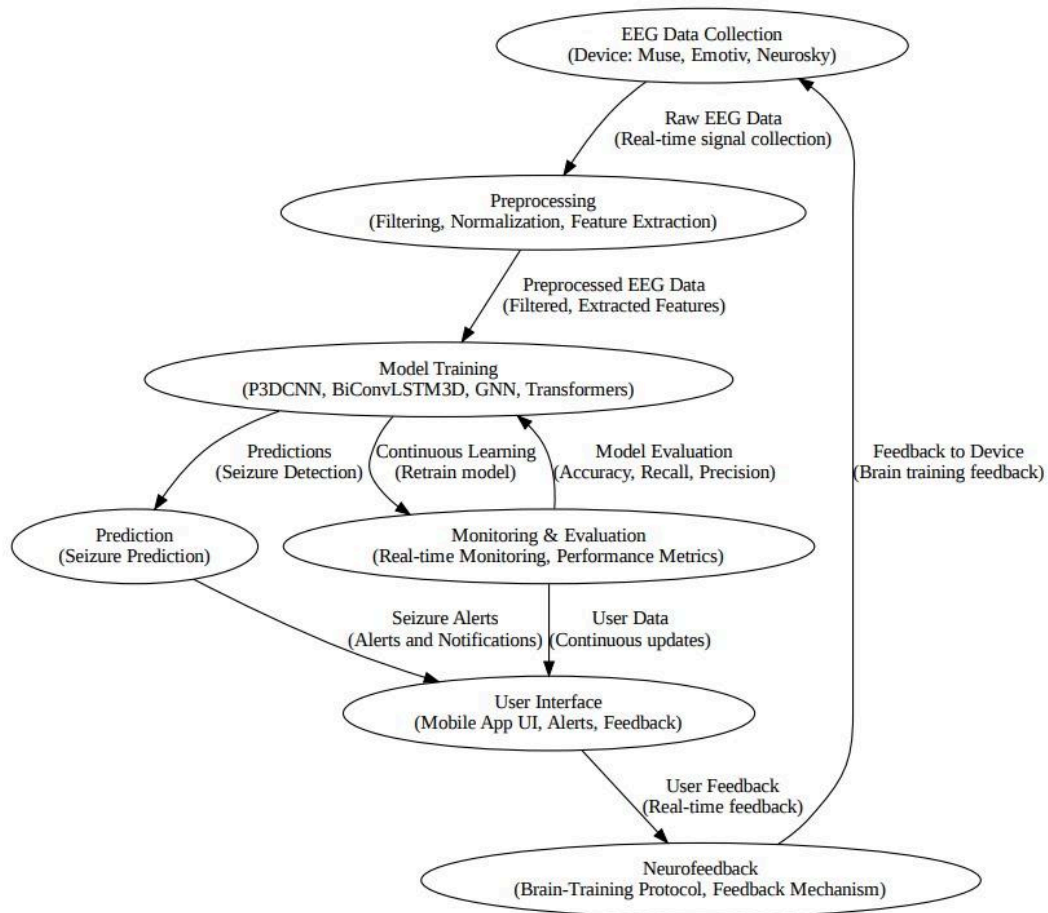 EEG Data Collection
(Device: Muse, Emotiv, Neurosky)
Raw EEG Data
(Real-time signal collection)
Preprocessing
(Filtering, Normalization, Feature Extraction)
Preprocessed EEG Data
(Filtered, Extracted Features)
Model Training
(P3DCNN, BiConvLSTM3D, GNN, Transformers)
Predictions
(Seizure Detection)
Continuous Learning
(Retrain model)
Model Evaluation
(Accuracy, Recall, Precision)
Feedback to Device
(Brain training feedback)
Prediction
(Seizure Prediction)
Monitoring & Evaluation
(Real-time Monitoring, Performance Metrics)
Seizure Alerts
(Alerts and Notifications)
User Data
(Continuous updates)
User Interface
(Mobile App UI, Alerts, Feedback)
User Feedback
(Real-time feedback)
Neurofeedback
(Brain-Training Protocol, Feedback Mechanism)